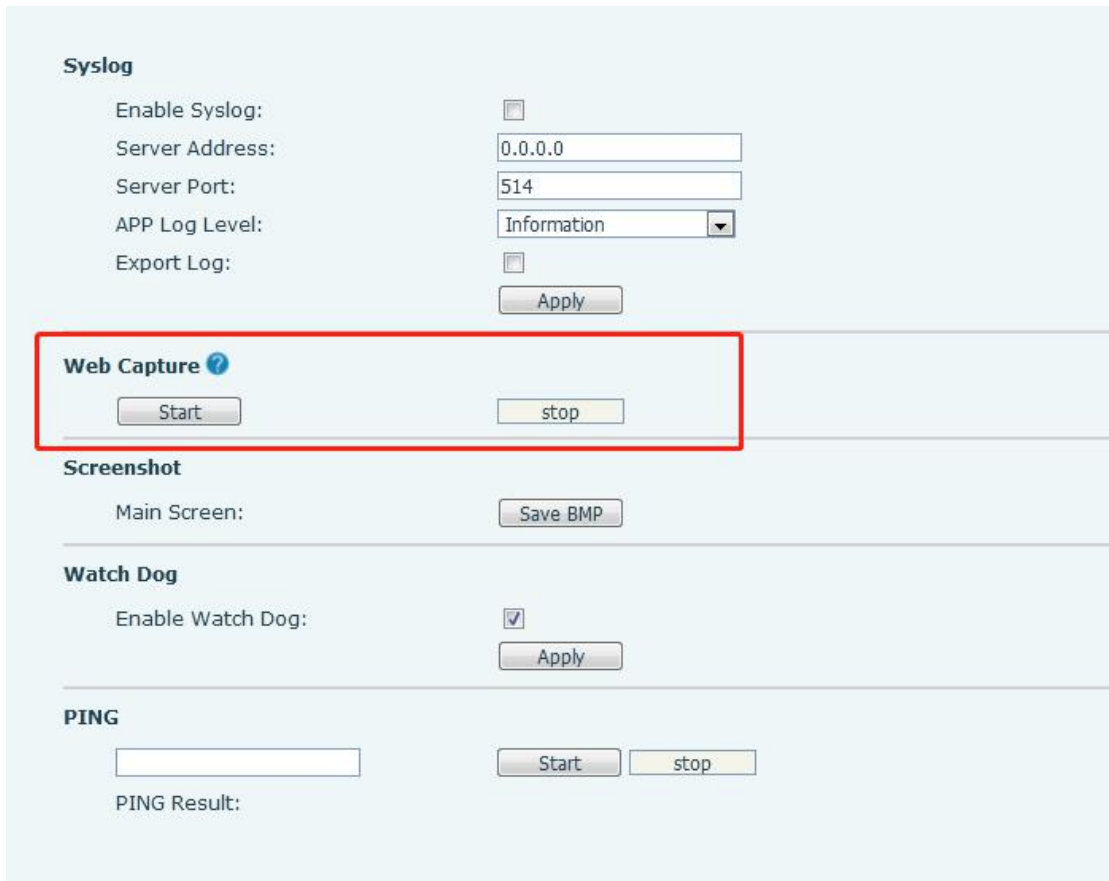 Syslog
Enable Syslog:
Server Address: 0.0.0.0
Server Port: 514
APP Log Level: Information
Export Log:
Apply
Web Capture ?
Start stop
Screenshot
Main Screen: Save BMP
Watch Dog
Enable Watch Dog:
Apply
PING
Start stop
PING Result: